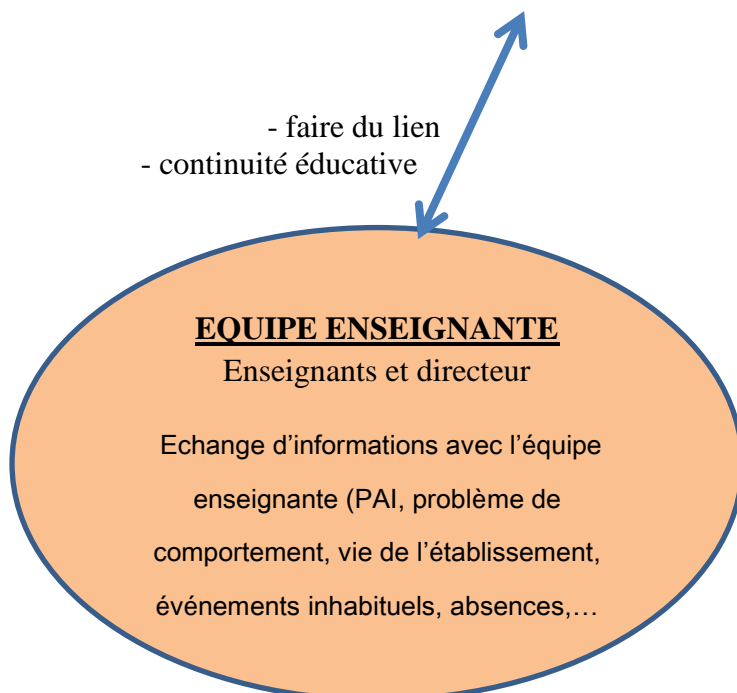 - faire du lien
- continuité éducative
EQUIPE ENSEIGNANTE
Enseignants et directeur
Echange d’informations avec l’équipe
enseignante (PAI, problème de
comportement, vie de l’établissement,
événements inhabituels, absences,…